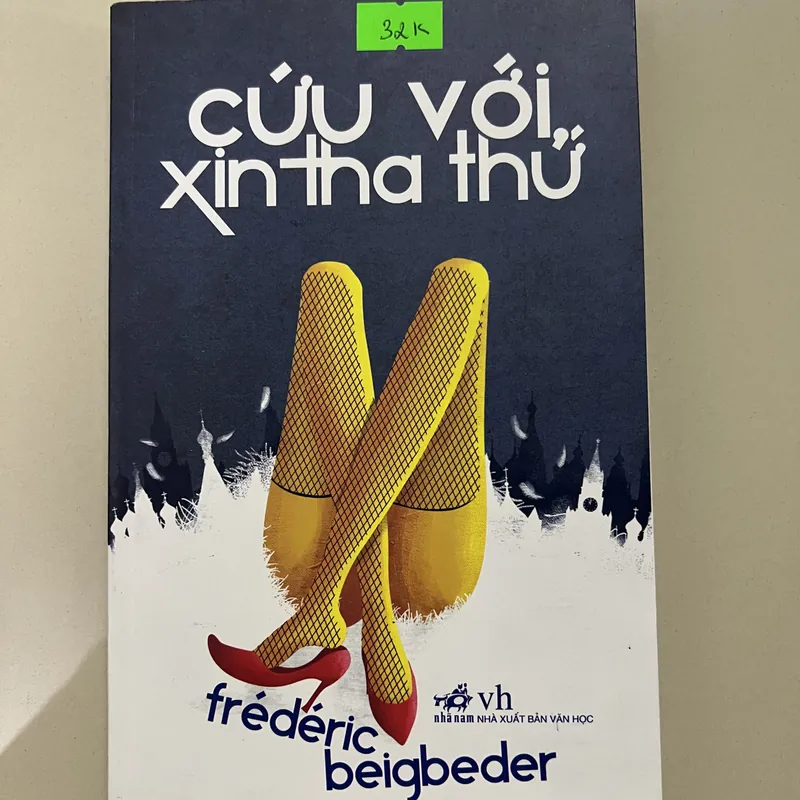 32K
cứu với,
xin tha thứ
frédéric
beigbeder
vh
nhã nam NHÀ XUẤT BẢN VĂN HỌC